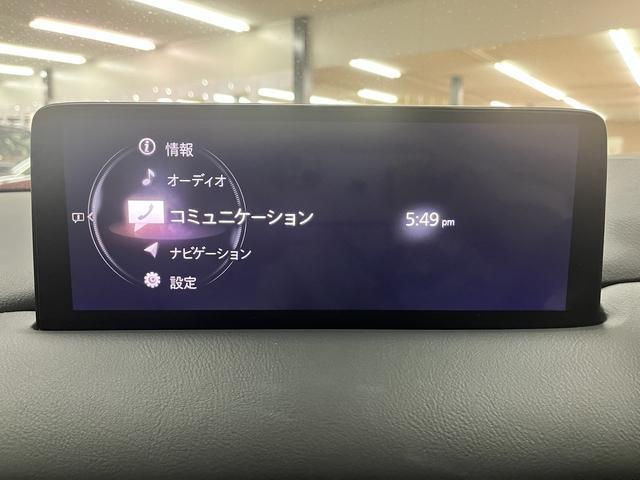 情報
オーディオ
コミュニケーション
5:49 pm
ナビゲーション
設定